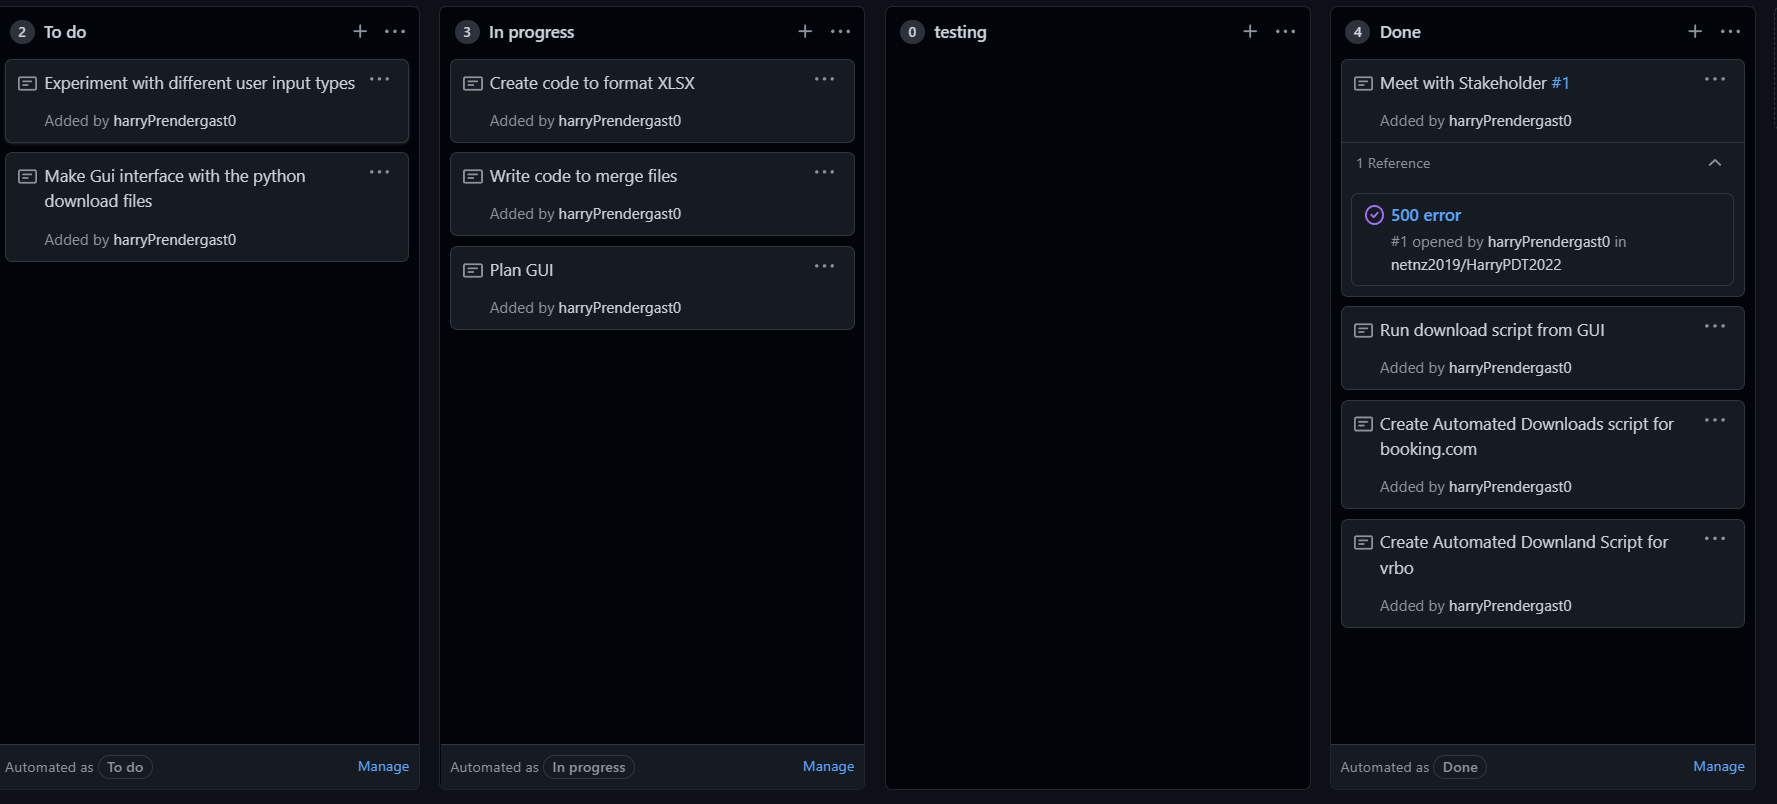 2 To do
Experiment with different user input types
Added by harryPrendergast0
Make Gui interface with the python
download files
Added by harryPrendergast0
Automated as To do Manage
3 In progress
Create code to format XLSX
Added by harryPrendergast0
Write code to merge files
Added by harryPrendergast0
Plan GUI
Added by harryPrendergast0
Automated as In progress Manage
0 testing
4 Done
Meet with Stakeholder #1
Added by harryPrendergast0
1 Reference
500 error
#1 opened by harryPrendergast0 in
netnz2019/HarryPDT2022
Run download script from GUI
Added by harryPrendergast0
Create Automated Downloads script for
booking.com
Added by harryPrendergast0
Create Automated Downland Script for
vrbo
Added by harryPrendergast0
Automated as Done Manage